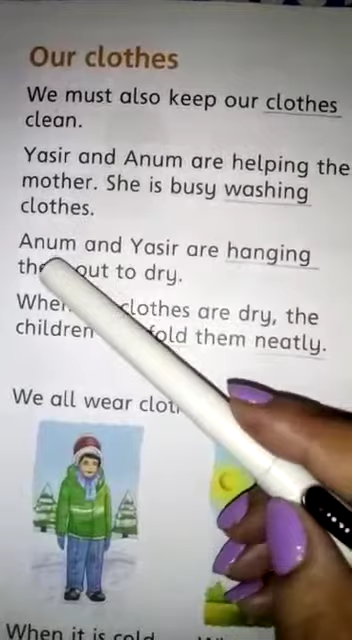 Our clothes
We must also keep our clothes
clean.
Yasir and Anum are helping the
mother. She is busy washing
clothes.
Anum and Yasir are hanging
out to dry.
clothes are dry, the
children fold them neatly.
We all wear
When it is cold